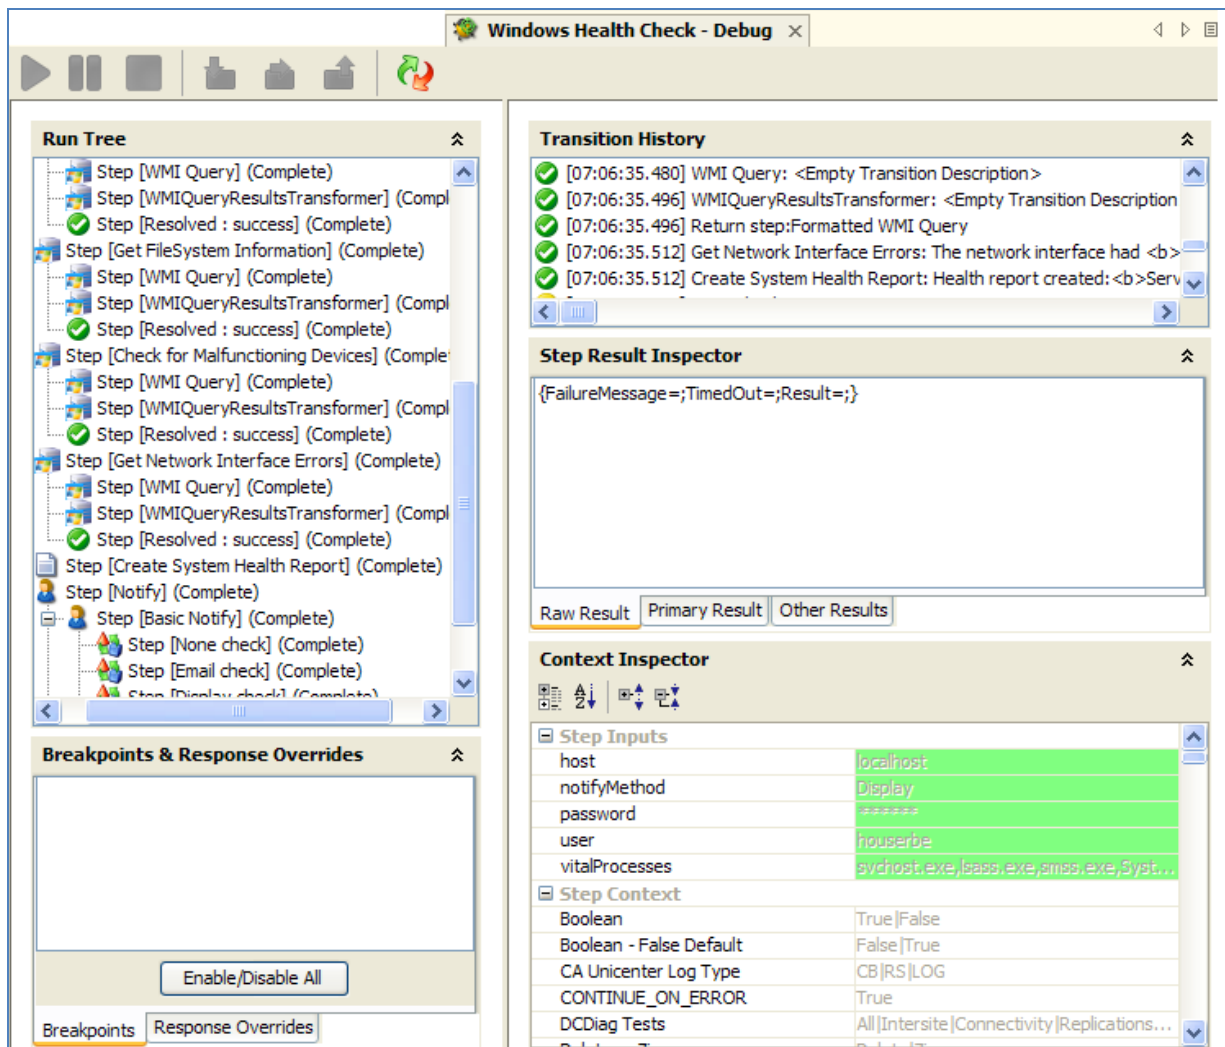 Windows Health Check - Debug
Run Tree
Step [WMI Query] (Complete)
Step [WMIQueryResultsTransformer] (Compl
Step [Resolved : success] (Complete)
Step [Get FileSystem Information] (Complete)
Step [WMI Query] (Complete)
Step [WMIQueryResultsTransformer] (Compl
Step [Resolved : success] (Complete)
Step [Check for Malfunctioning Devices] (Complet
Step [WMI Query] (Complete)
Step [WMIQueryResultsTransformer] (Compl
Step [Resolved : success] (Complete)
Step [Get Network Interface Errors] (Complete)
Step [WMI Query] (Complete)
Step [WMIQueryResultsTransformer] (Compl
Step [Resolved : success] (Complete)
Step [Create System Health Report] (Complete)
Step [Notify] (Complete)
Step [Basic Notify] (Complete)
Step [None check] (Complete)
Step [Email check] (Complete)
Step [Display check] (Complete)
Breakpoints & Response Overrides
Enable/Disable All
Breakpoints Response Overrides
Transition History
[07:06:35.480] WMI Query: <Empty Transition Description>
[07:06:35.496] WMIQueryResultsTransformer: <Empty Transition Description
[07:06:35.496] Return step:Formatted WMI Query
[07:06:35.512] Get Network Interface Errors: The network interface had <b>
[07:06:35.512] Create System Health Report: Health report created:<b>Serv
Step Result Inspector
{FailureMessage=;TimedOut=;Result=;}
Raw Result Primary Result Other Results
Context Inspector
Step Inputs
host localhost
notifyMethod Display
password ******
user houserbe
vitalProcesses svchost.exe,lsass.exe,smss.exe,Syst...
Step Context
Boolean True|False
Boolean - False Default False|True
CA Unicenter Log Type CB|RS|LOG
CONTINUE_ON_ERROR True
DCDiag Tests All|Intersite|Connectivity|Replications...